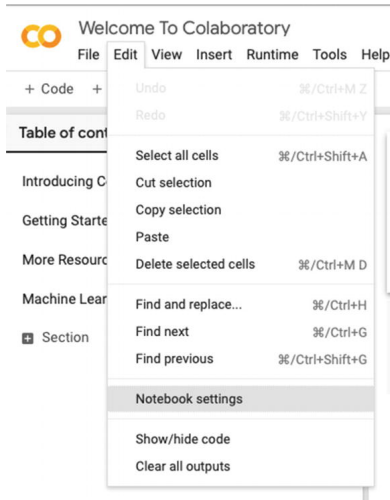 Welcome To Colaboratory
File Edit View Insert Runtime Tools Help
+ Code +
Undo ⌘/Ctrl+M Z
Redo ⌘/Ctrl+Shift+Y
Table of cont
Select all cells ⌘/Ctrl+Shift+A
Introducing C
Cut selection
Copy selection
Getting Starte
Paste
More Resourc
Delete selected cells ⌘/Ctrl+M D
Machine Lear
Find and replace... ⌘/Ctrl+H
Find next ⌘/Ctrl+G
Section
Find previous ⌘/Ctrl+Shift+G
Notebook settings
Show/hide code
Clear all outputs